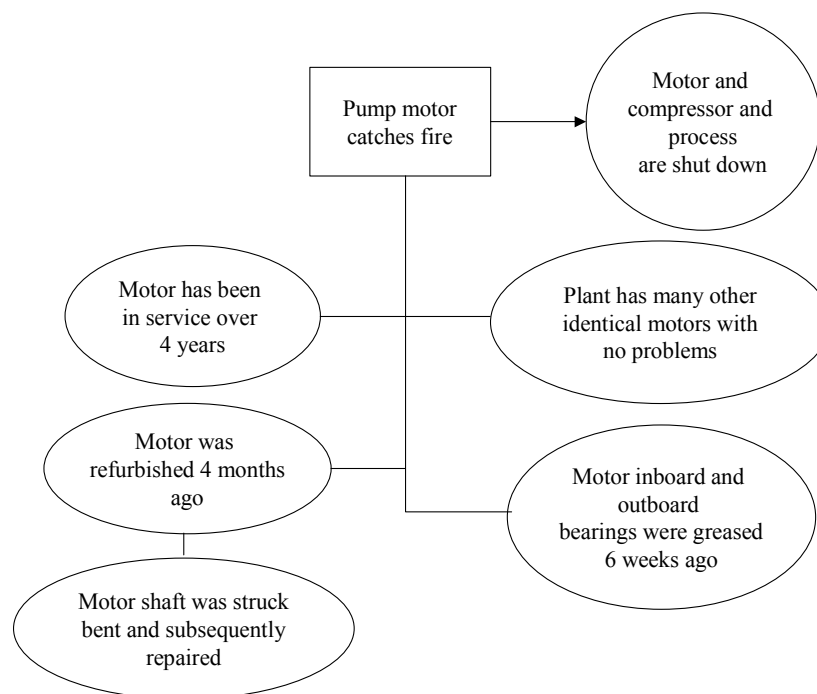 Pump motor
catches fire
Motor and
compressor and
process
are shut down
Motor has been
in service over
4 years
Plant has many other
identical motors with
no problems
Motor was
refurbished 4 months
ago
Motor inboard and
outboard
bearings were greased
6 weeks ago
Motor shaft was struck
bent and subsequently
repaired